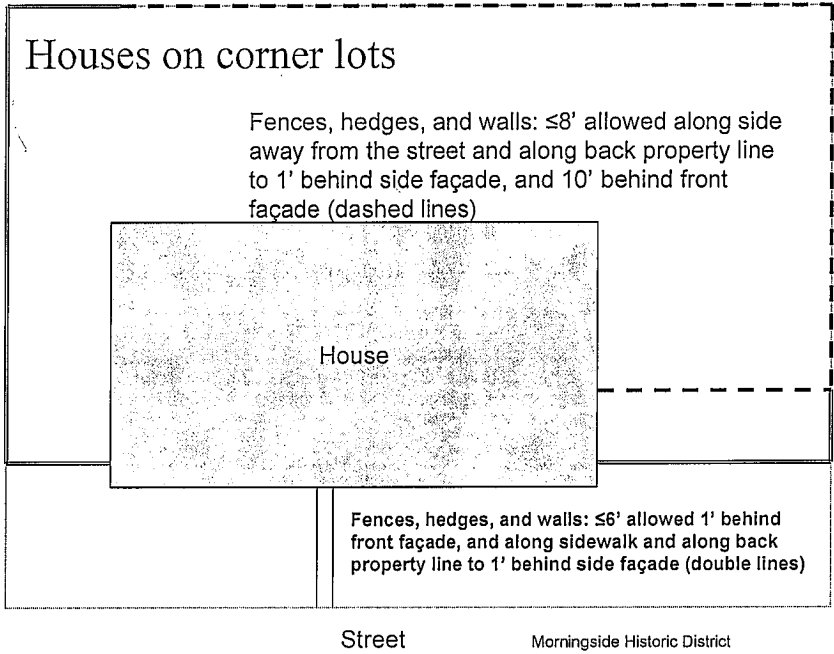 Houses on corner lots
Fences, hedges, and walls: ≤8’ allowed along side
away from the street and along back property line
to 1’ behind side façade, and 10’ behind front
façade (dashed lines)
House
Fences, hedges, and walls: ≤6’ allowed 1’ behind
front façade, and along sidewalk and along back
property line to 1’ behind side façade (double lines)
Street
Morningside Historic District